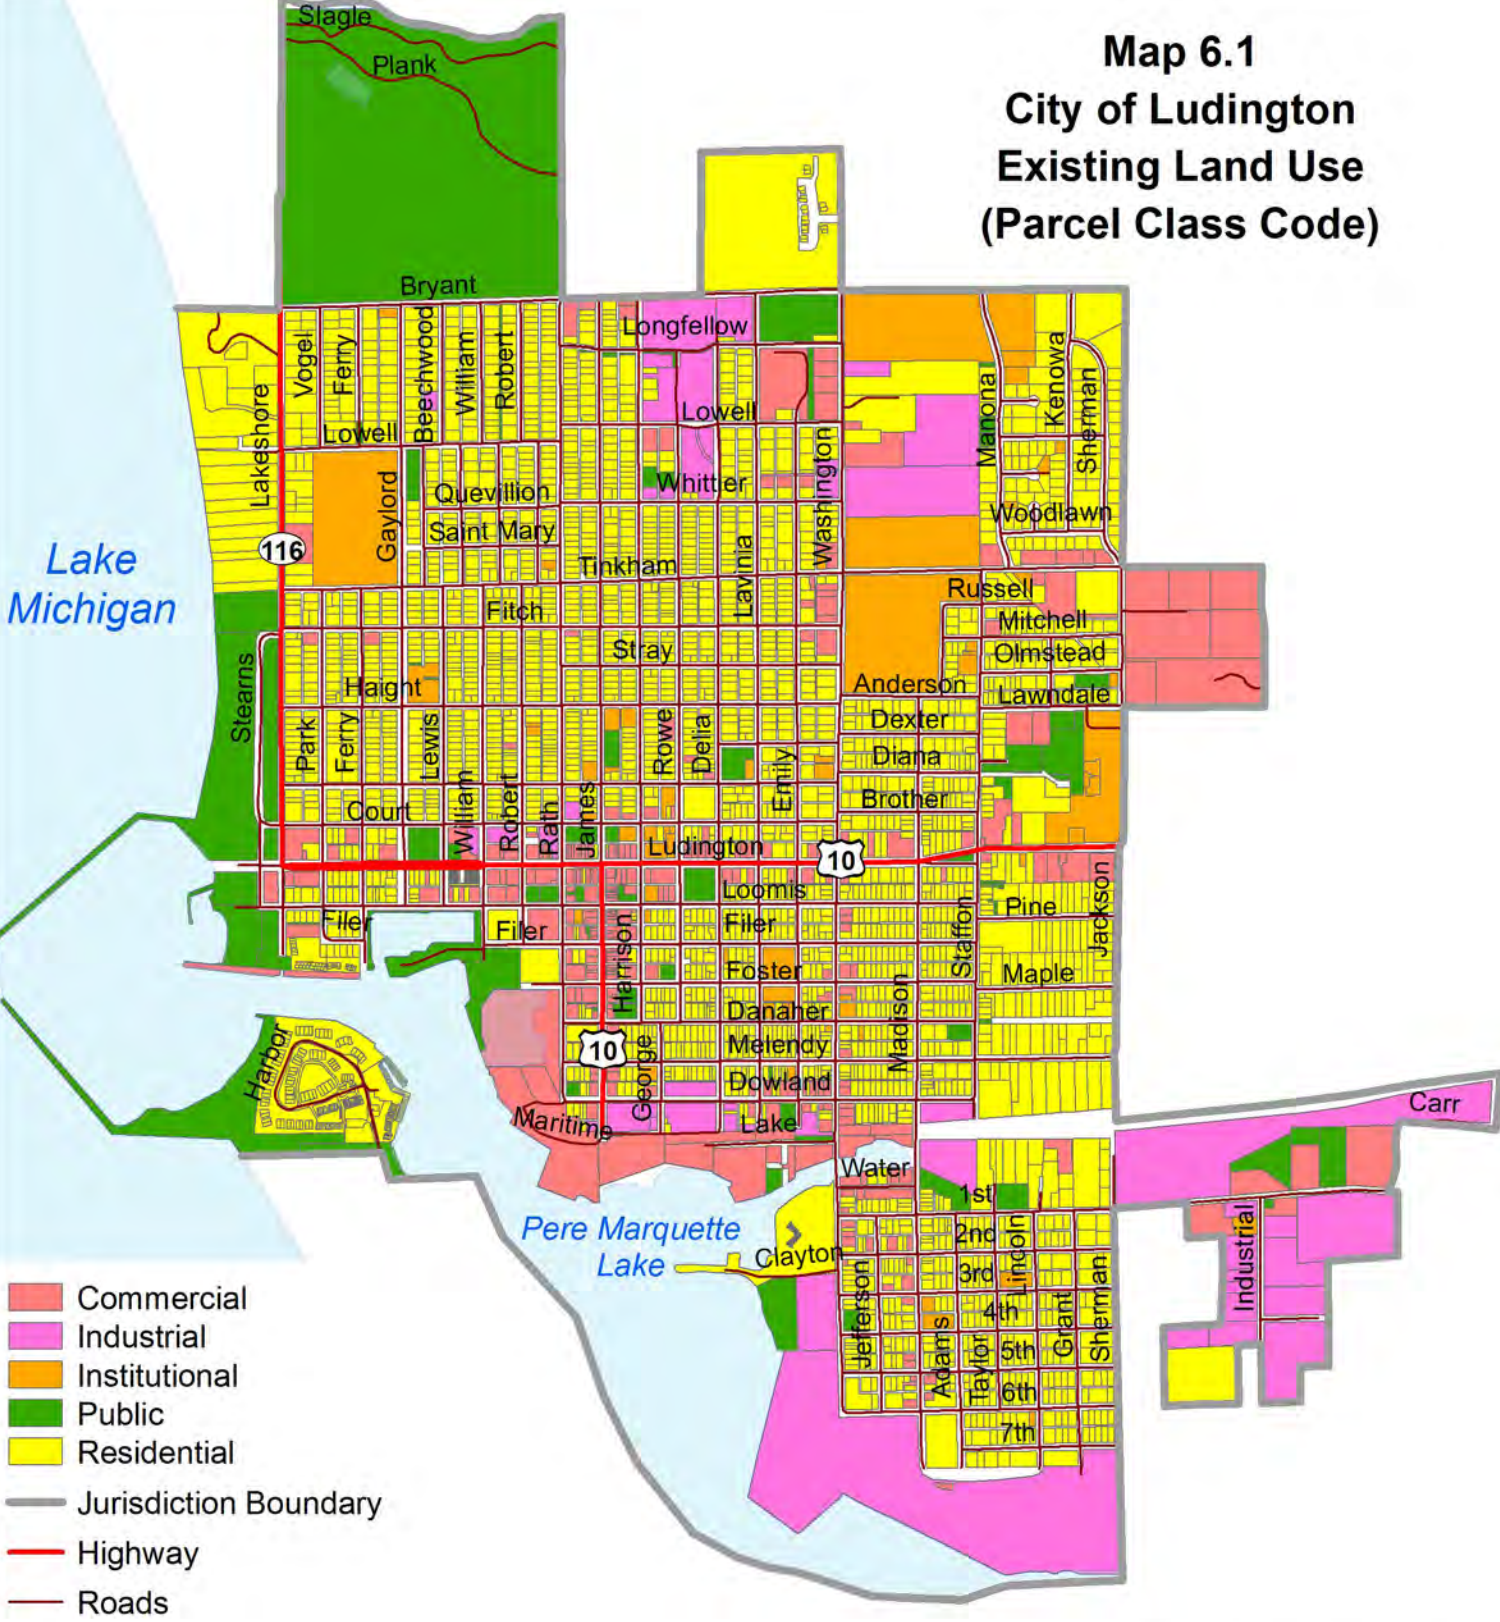 Map 6.1
City of Ludington
Existing Land Use
(Parcel Class Code)
Slagle
Plank
Bryant
Longfellow
Vogel
Ferry
Beechwood
William
Robert
Lakeshore
Lowell
Lowell
Manona
Kenowa
Sherman
Gaylord
Quevillion
Whittier
Washington
Saint Mary
Woodlawn
116
Lake
Michigan
Tinkham
Lavinia
Fitch
Russell
Mitchell
Stray
Olmstead
Stearns
Haight
Anderson
Lawndale
Park
Ferry
Lewis
Rowe
Delia
Dexter
Diana
Emily
Court
William
Robert
Rath
James
Brother
Ludington
10
Loomis
Filer
Filer
Filer
Pine
Jackson
Staffon
Harrison
Foster
Maple
Danaher
Madison
Harbor
10
George
Melendy
Dowland
Maritime
Lake
Carr
Water
1st
Pere Marquette
Lake
Clayton
2nd
Lincoln
3rd
Industrial
Jefferson
4th
Grant
Sherman
Adams
Taylor
5th
6th
7th
Commercial
Industrial
Institutional
Public
Residential
Jurisdiction Boundary
Highway
Roads